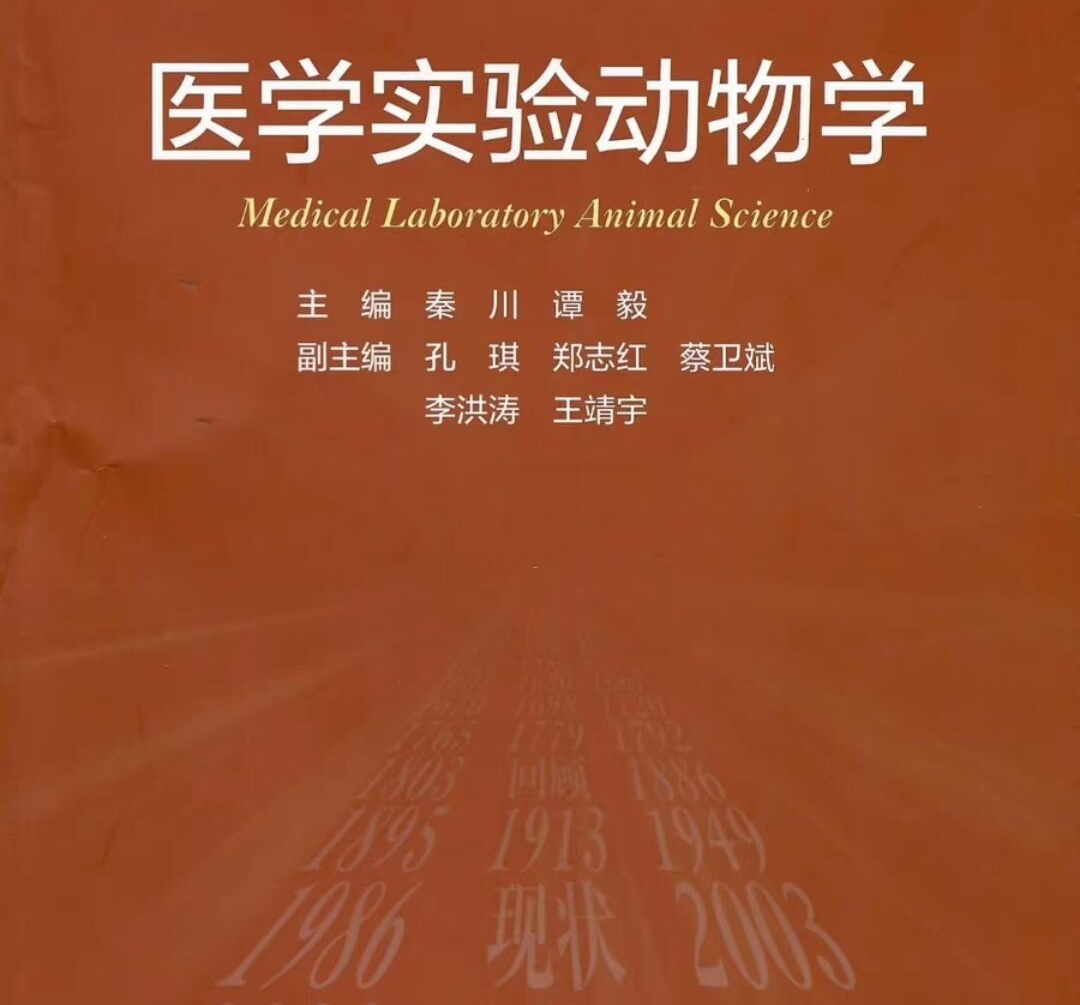 医学实验动物学
Medical Laboratory Animal Science
主 编 秦 川 谭 毅
副主编 孔 琪 郑志红 蔡卫斌
李洪涛 王靖宇
1765 1779 1792
1803 回顾 1886
1895 1913 1949
1986 现状 2003